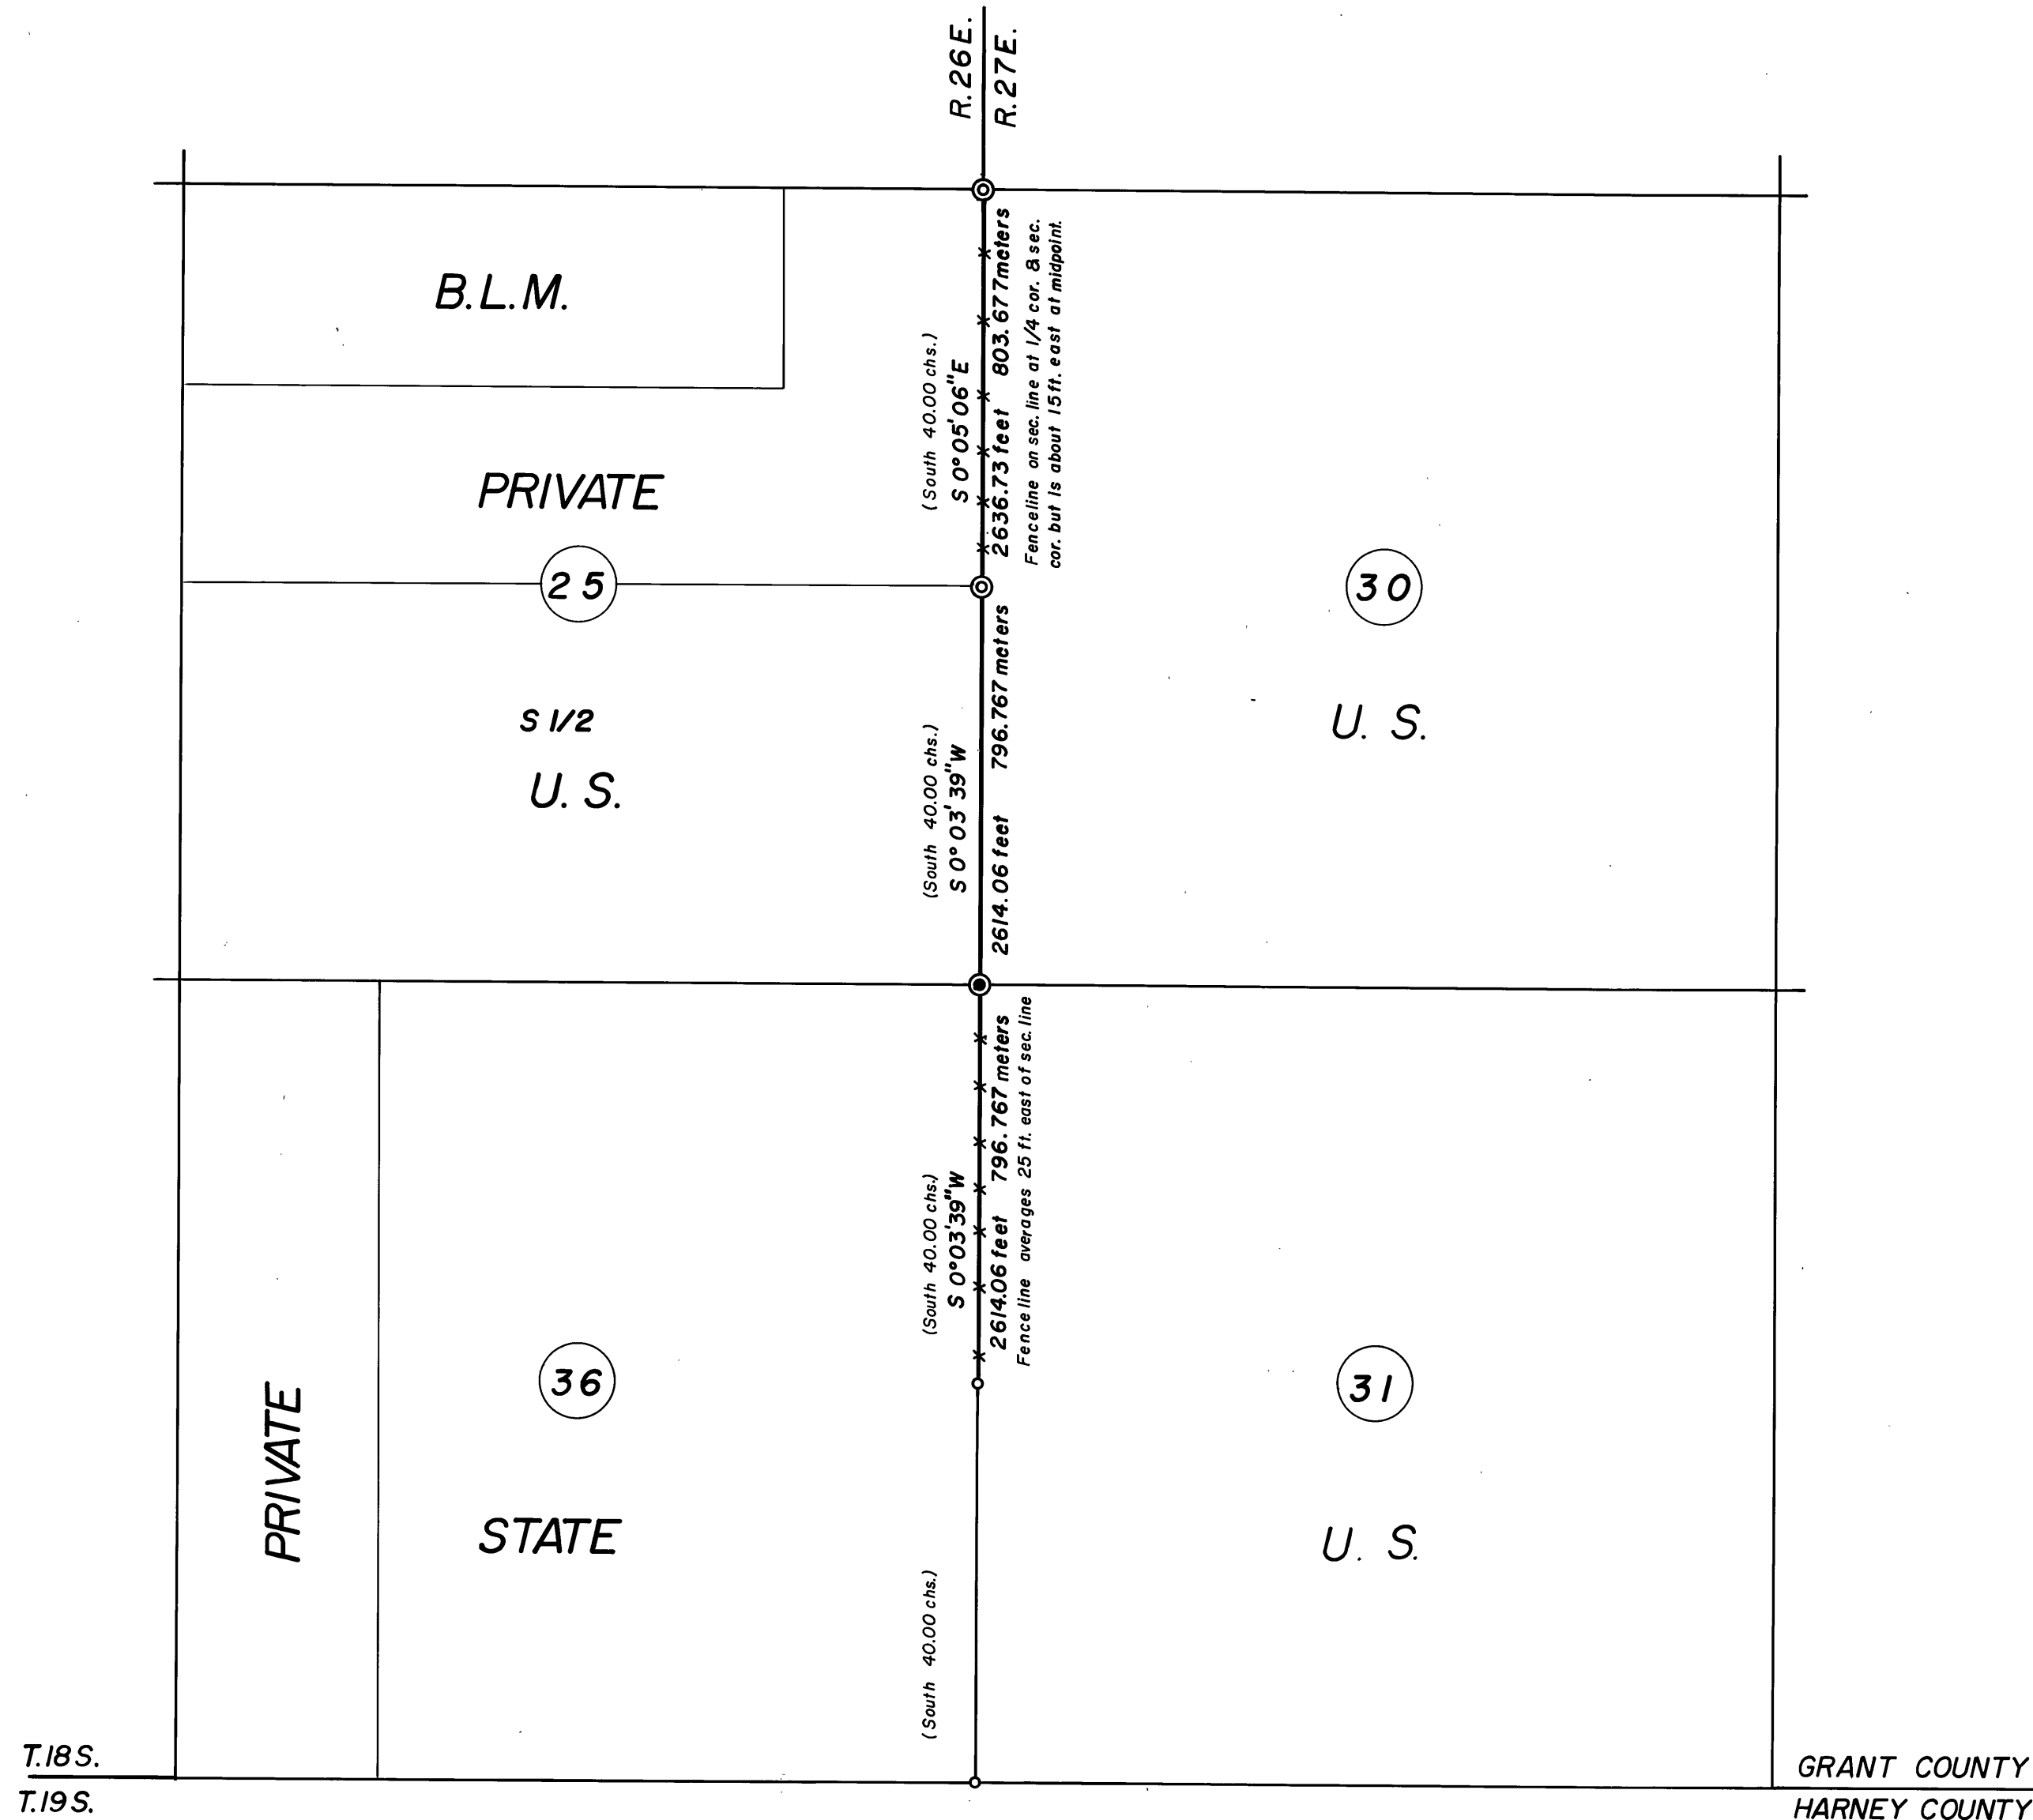 R.26E.
R.27E.
B.L.M.
(South 40.00 chs.)
S 0°05'06"E
2636.73 feet 803.677 meters
Fenceline on sec. line at 1/4 cor. & sec.
cor. but is about 15 ft. east at midpoint.
PRIVATE
25
30
S 1/2
U. S.
(South 40.00 chs.)
S 0°03'39"W
2614.06 feet 796.767 meters
U. S.
(South 40.00 chs.)
S 0°03'39"W
2614.06 feet 796.767 meters
Fence line averages 25 ft. east of sec. line
PRIVATE
36
31
STATE
U. S.
(South 40.00 chs.)
T.18S.
T.19S.
GRANT COUNTY
HARNEY COUNTY